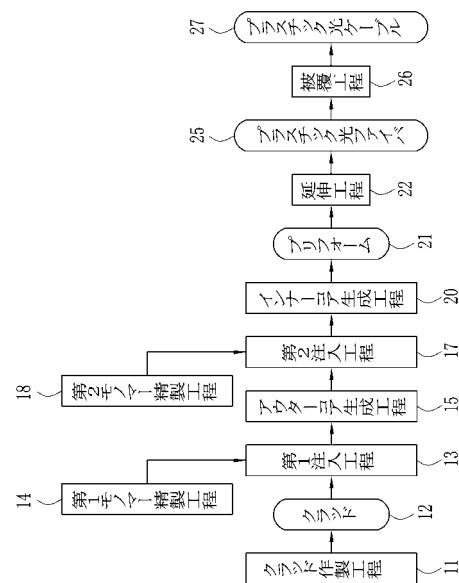 クラッド作製工程
11
クラッド
12
第1モノマー精製工程
14
第1注入工程
13
アウターコア生成工程
15
第2モノマー精製工程
18
第2注入工程
17
インナーコア生成工程
20
プリフォーム
21
延伸工程
22
プラスチック光ファイバ
25
被覆工程
26
プラスチック光ケーブル
27